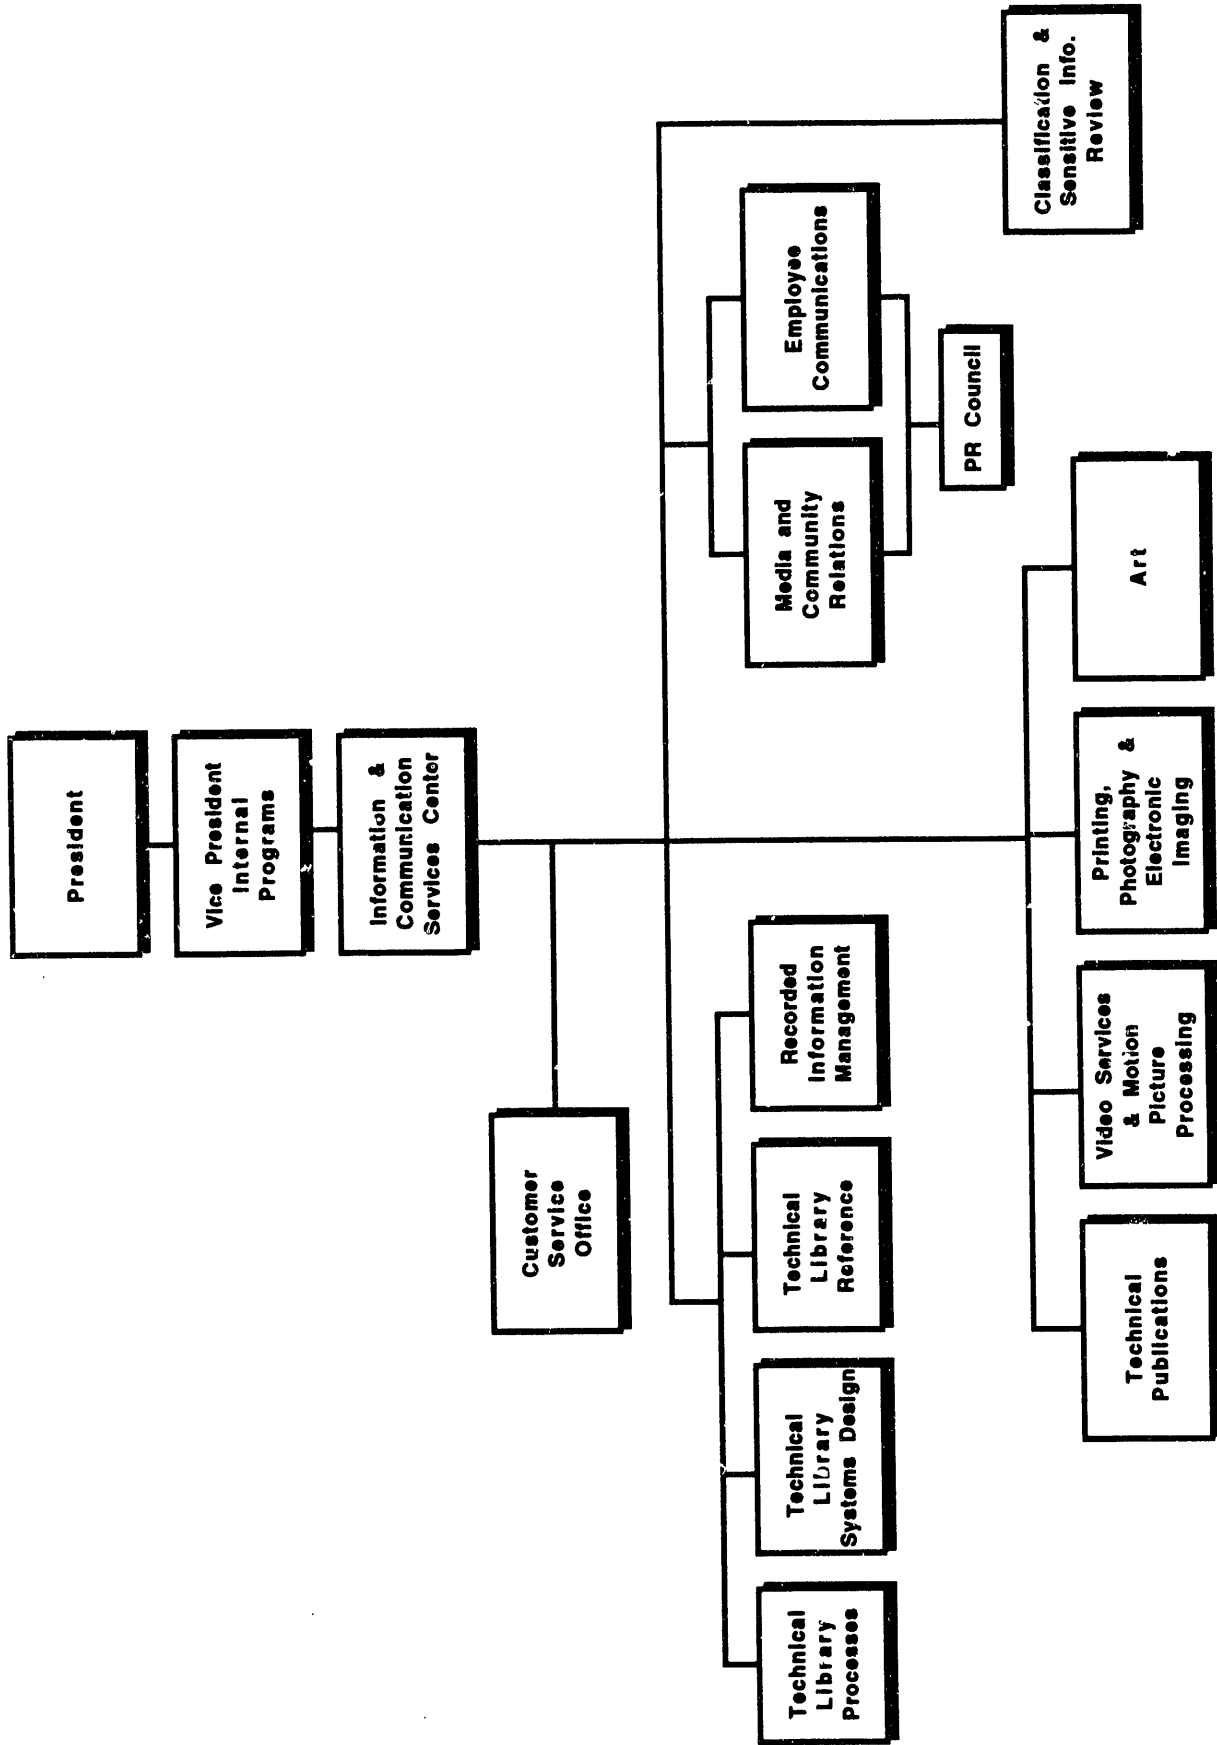 President
Vice President
Internal
Programs
Information &
Communication
Services Center
Customer
Service
Office
Technical
Library
Processes
Technical
Library
Systems Design
Technical
Library
Reference
Recorded
Information
Management
Media and
Community
Relations
Employee
Communications
PR Council
Classification &
Sensitive Info.
Review
Technical
Publications
Video Services
& Motion
Picture
Processing
Printing,
Photography &
Electronic
Imaging
Art